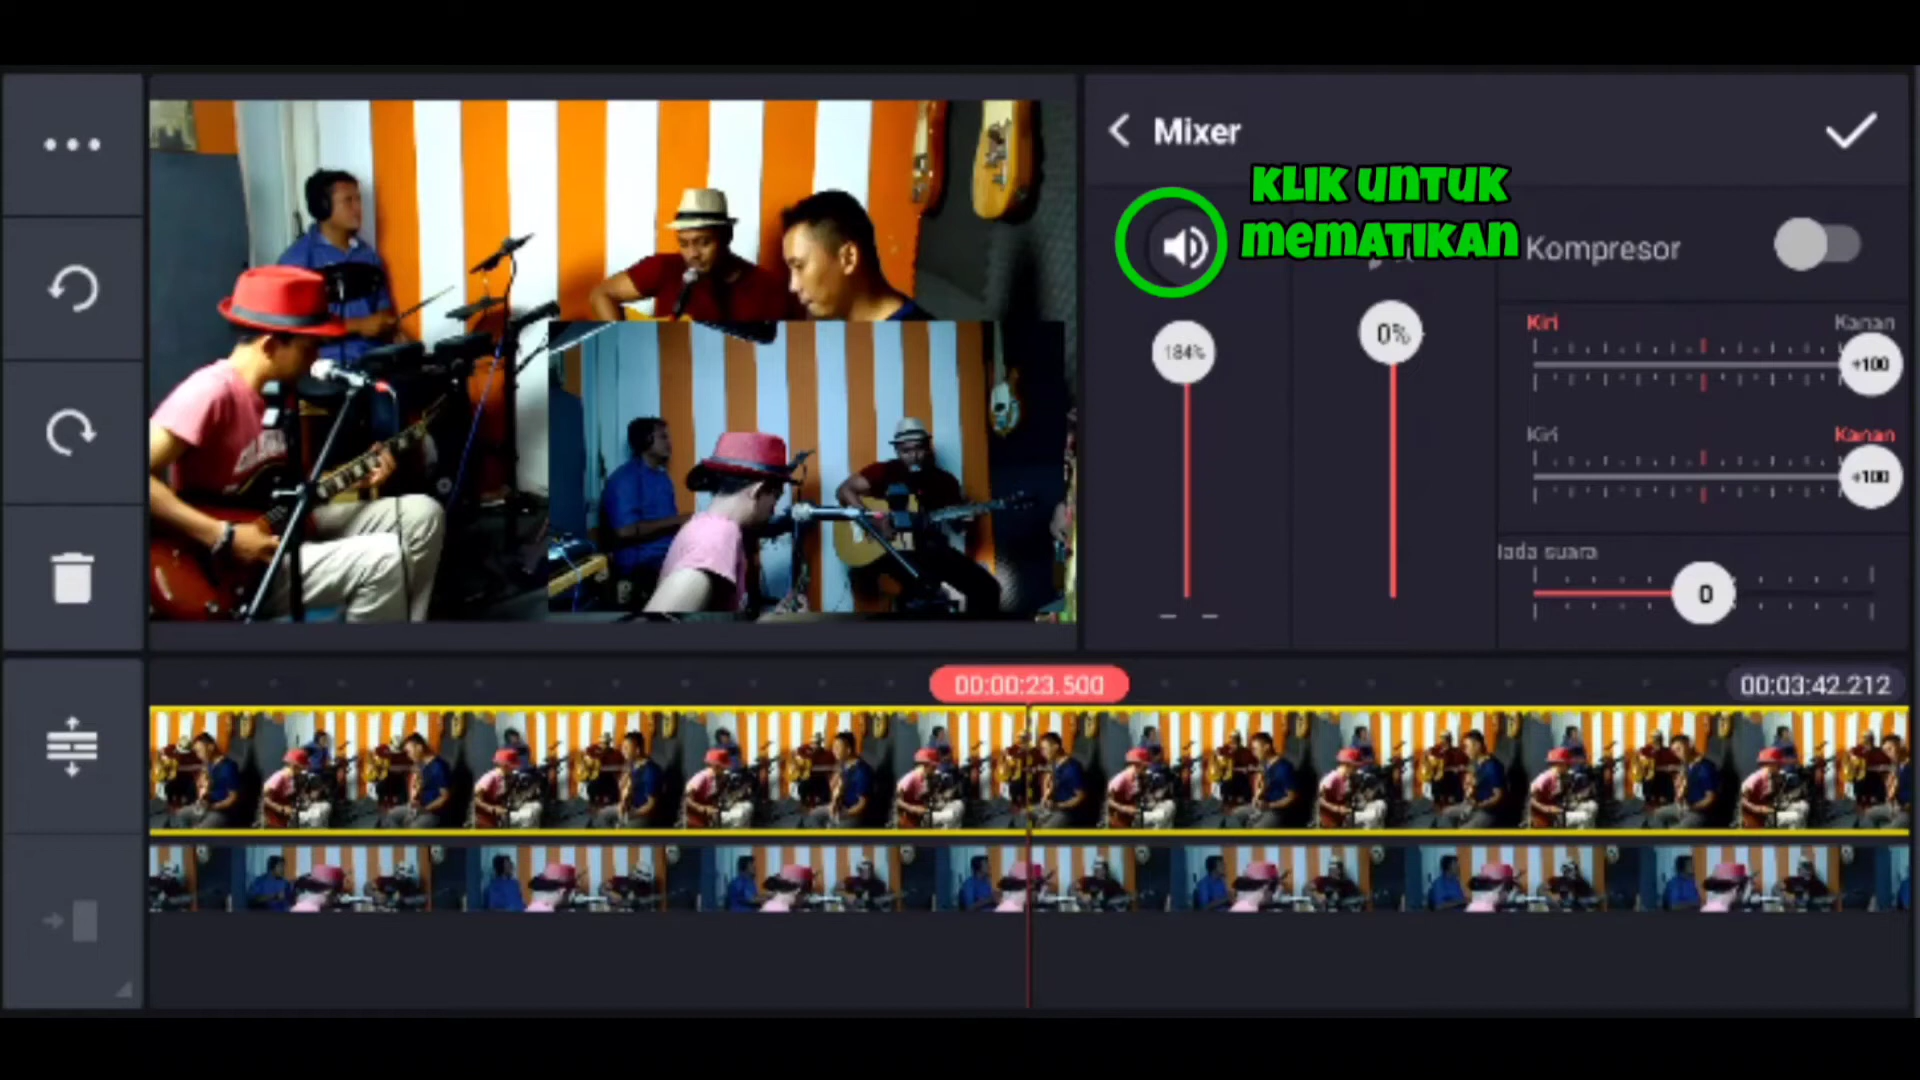 Mixer
KLIK UNTUK
MEMATIKAN
Kompresor
184%
0%
Kiri
Kanan
+100
Kiri
Kanan
+100
Nada suara
0
00:00:23.500
00:03:42.212